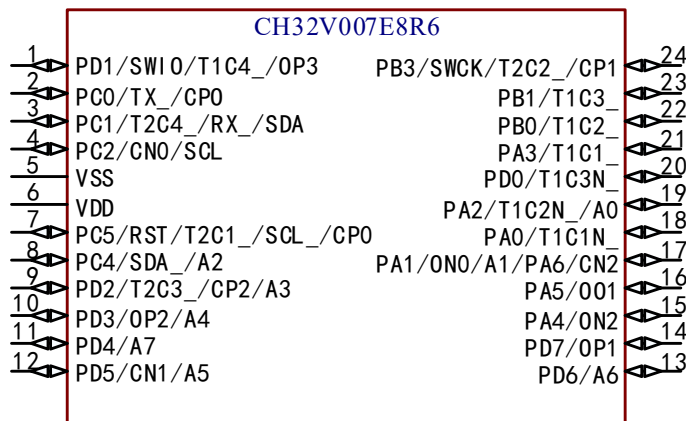 CH32V007E8R6
1 PD1/SWIO/T1C4_/OP3
2 PC0/TX_/CP0
3 PC1/T2C4_/RX_/SDA
4 PC2/CN0/SCL
5 VSS
6 VDD
7 PC5/RST/T2C1_/SCL_/CP0
8 PC4/SDA_/A2
9 PD2/T2C3_/CP2/A3
10 PD3/OP2/A4
11 PD4/A7
12 PD5/CN1/A5
PB3/SWCK/T2C2_/CP1 24
PB1/T1C3_ 23
PB0/T1C2_ 22
PA3/T1C1_ 21
PD0/T1C3N_ 20
PA2/T1C2N_/A0 19
PA0/T1C1N_ 18
PA1/ON0/A1/PA6/CN2 17
PA5/OO1 16
PA4/ON2 15
PD7/OP1 14
PD6/A6 13